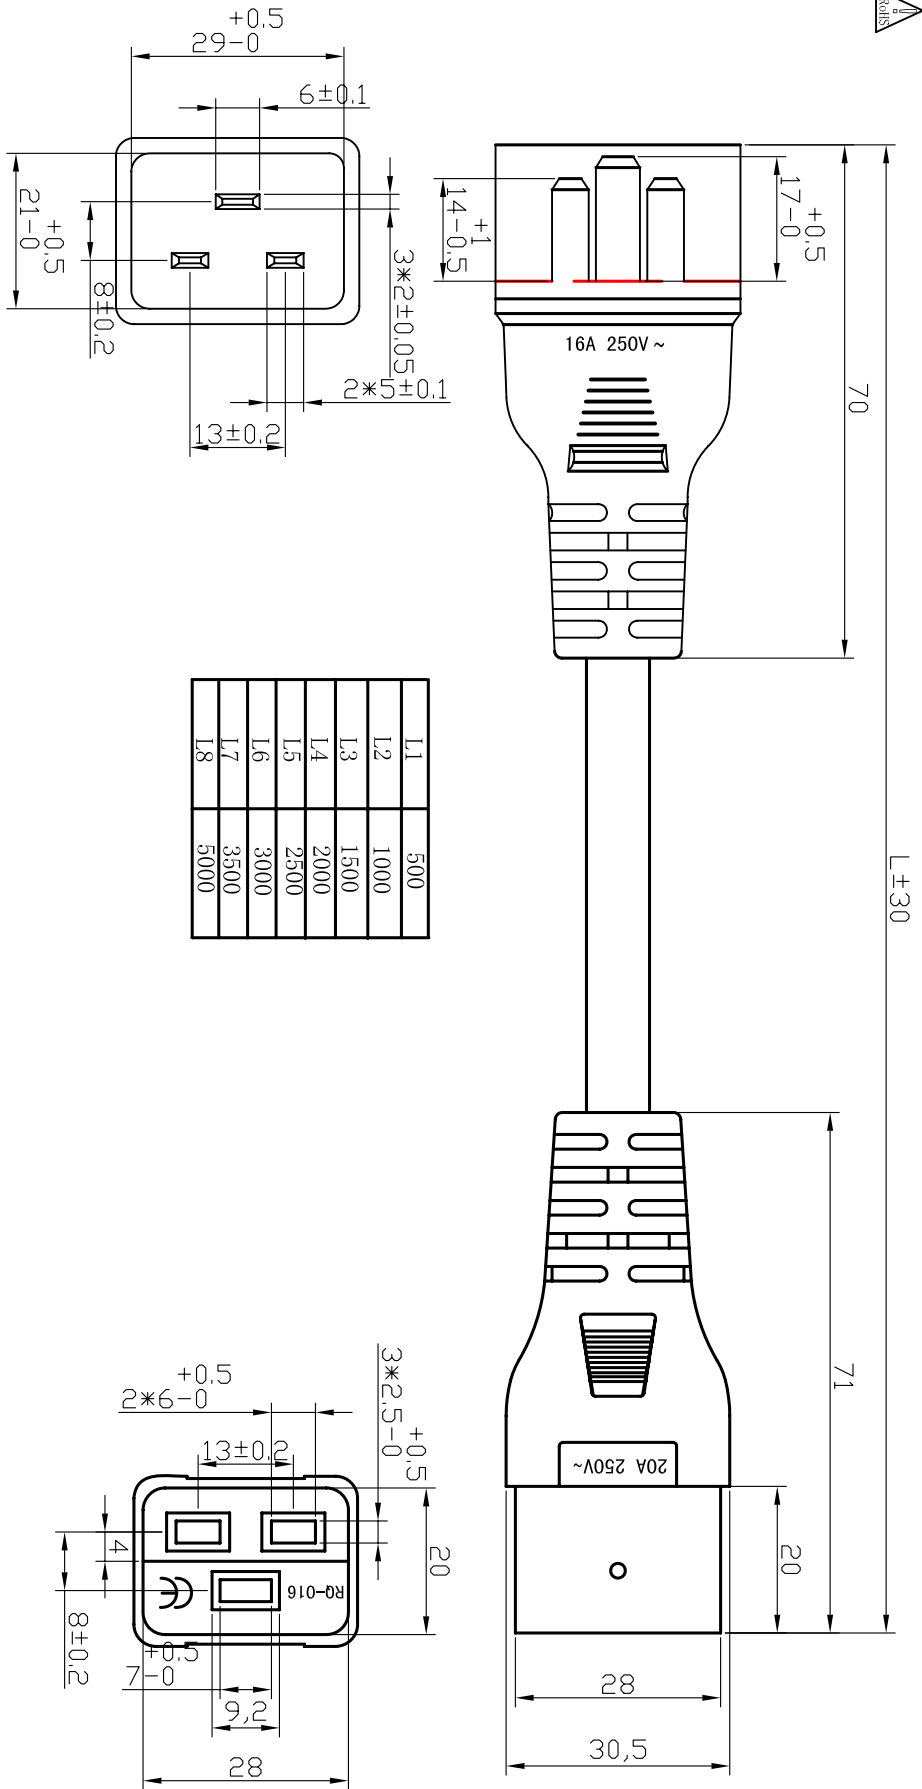 RoHS
+0.5
29-0
6±0.1
+0.5
21-0
8±0.2
3*2±0.05
2*5±0.1
13±0.2
+1
14-0.5
+0.5
17-0
16A 250V~
70
L±30
L1 500
L2 1000
L3 1500
L4 2000
L5 2500
L6 3000
L7 3500
L8 5000
71
20A 250V~
20
28
30,5
+0.5
2*6-0
+0.5
3*2.5-0
13±0.2
20
4
8±0.2
RQ-016
+0.5
7-0
9,2
28